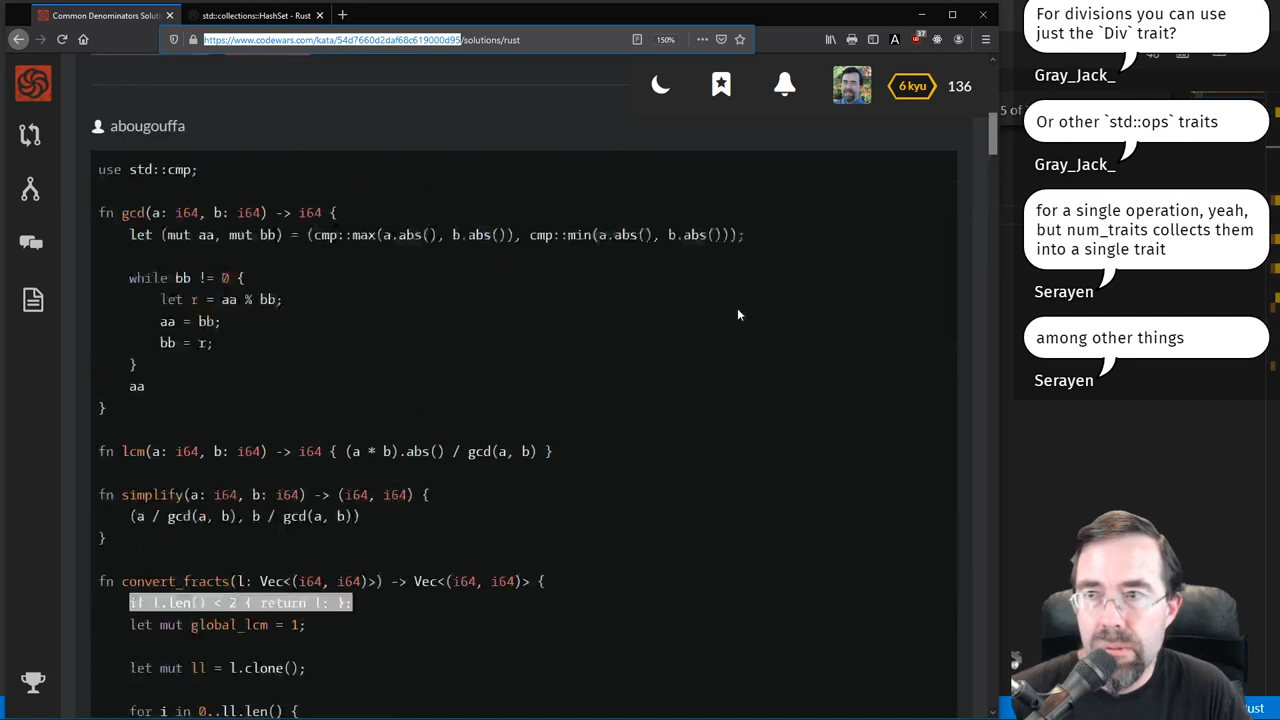 Common Denominators Soluti
std::collections::HashSet - Rust
https://www.codewars.com/kata/54d7660d2daf68c619000d95/solutions/rust
150%
37
6 kyu
136
abougouffa
use std::cmp;
fn gcd(a: i64, b: i64) -> i64 {
let (mut aa, mut bb) = (cmp::max(a.abs(), b.abs()), cmp::min(a.abs(), b.abs()));
while bb != 0 {
let r = aa % bb;
aa = bb;
bb = r;
}
aa
}
fn lcm(a: i64, b: i64) -> i64 { (a * b).abs() / gcd(a, b) }
fn simplify(a: i64, b: i64) -> (i64, i64) {
(a / gcd(a, b), b / gcd(a, b))
}
fn convert_fracts(l: Vec<(i64, i64)>) -> Vec<(i64, i64)> {
if l.len() < 2 { return l; };
let mut global_lcm = 1;
let mut ll = l.clone();
for i in 0..ll.len() {
For divisions you can use
just the `Div` trait?
Gray_Jack_
5 of
Or other `std::ops` traits
Gray_Jack_
for a single operation, yeah,
but num_traits collects them
into a single trait
Serayen
among other things
Serayen
ust